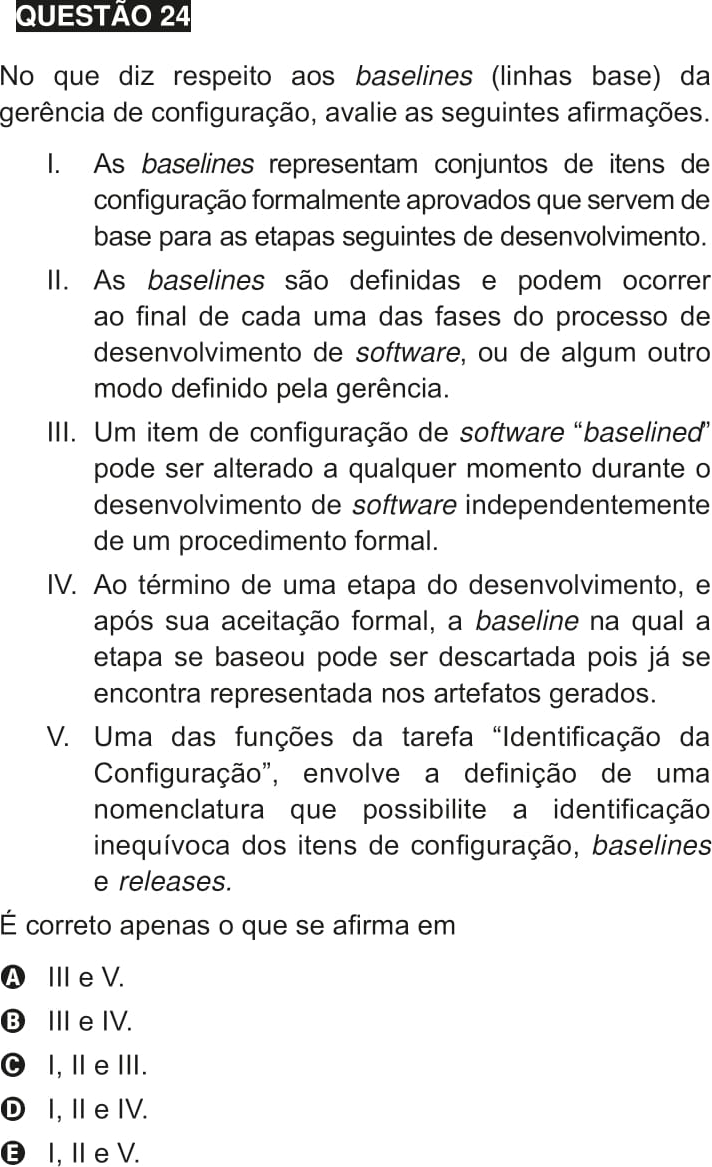 QUESTÃO 24
No que diz respeito aos baselines (linhas base) da
gerência de configuração, avalie as seguintes afirmações.
I. As baselines representam conjuntos de itens de
configuração formalmente aprovados que servem de
base para as etapas seguintes de desenvolvimento.
II. As baselines são definidas e podem ocorrer
ao final de cada uma das fases do processo de
desenvolvimento de software, ou de algum outro
modo definido pela gerência.
III. Um item de configuração de software “baselined”
pode ser alterado a qualquer momento durante o
desenvolvimento de software independentemente
de um procedimento formal.
IV. Ao término de uma etapa do desenvolvimento, e
após sua aceitação formal, a baseline na qual a
etapa se baseou pode ser descartada pois já se
encontra representada nos artefatos gerados.
V. Uma das funções da tarefa “Identificação da
Configuração”, envolve a definição de uma
nomenclatura que possibilite a identificação
inequívoca dos itens de configuração, baselines
e releases.
É correto apenas o que se afirma em
A III e V.
B III e IV.
C I, II e III.
D I, II e IV.
E I, II e V.